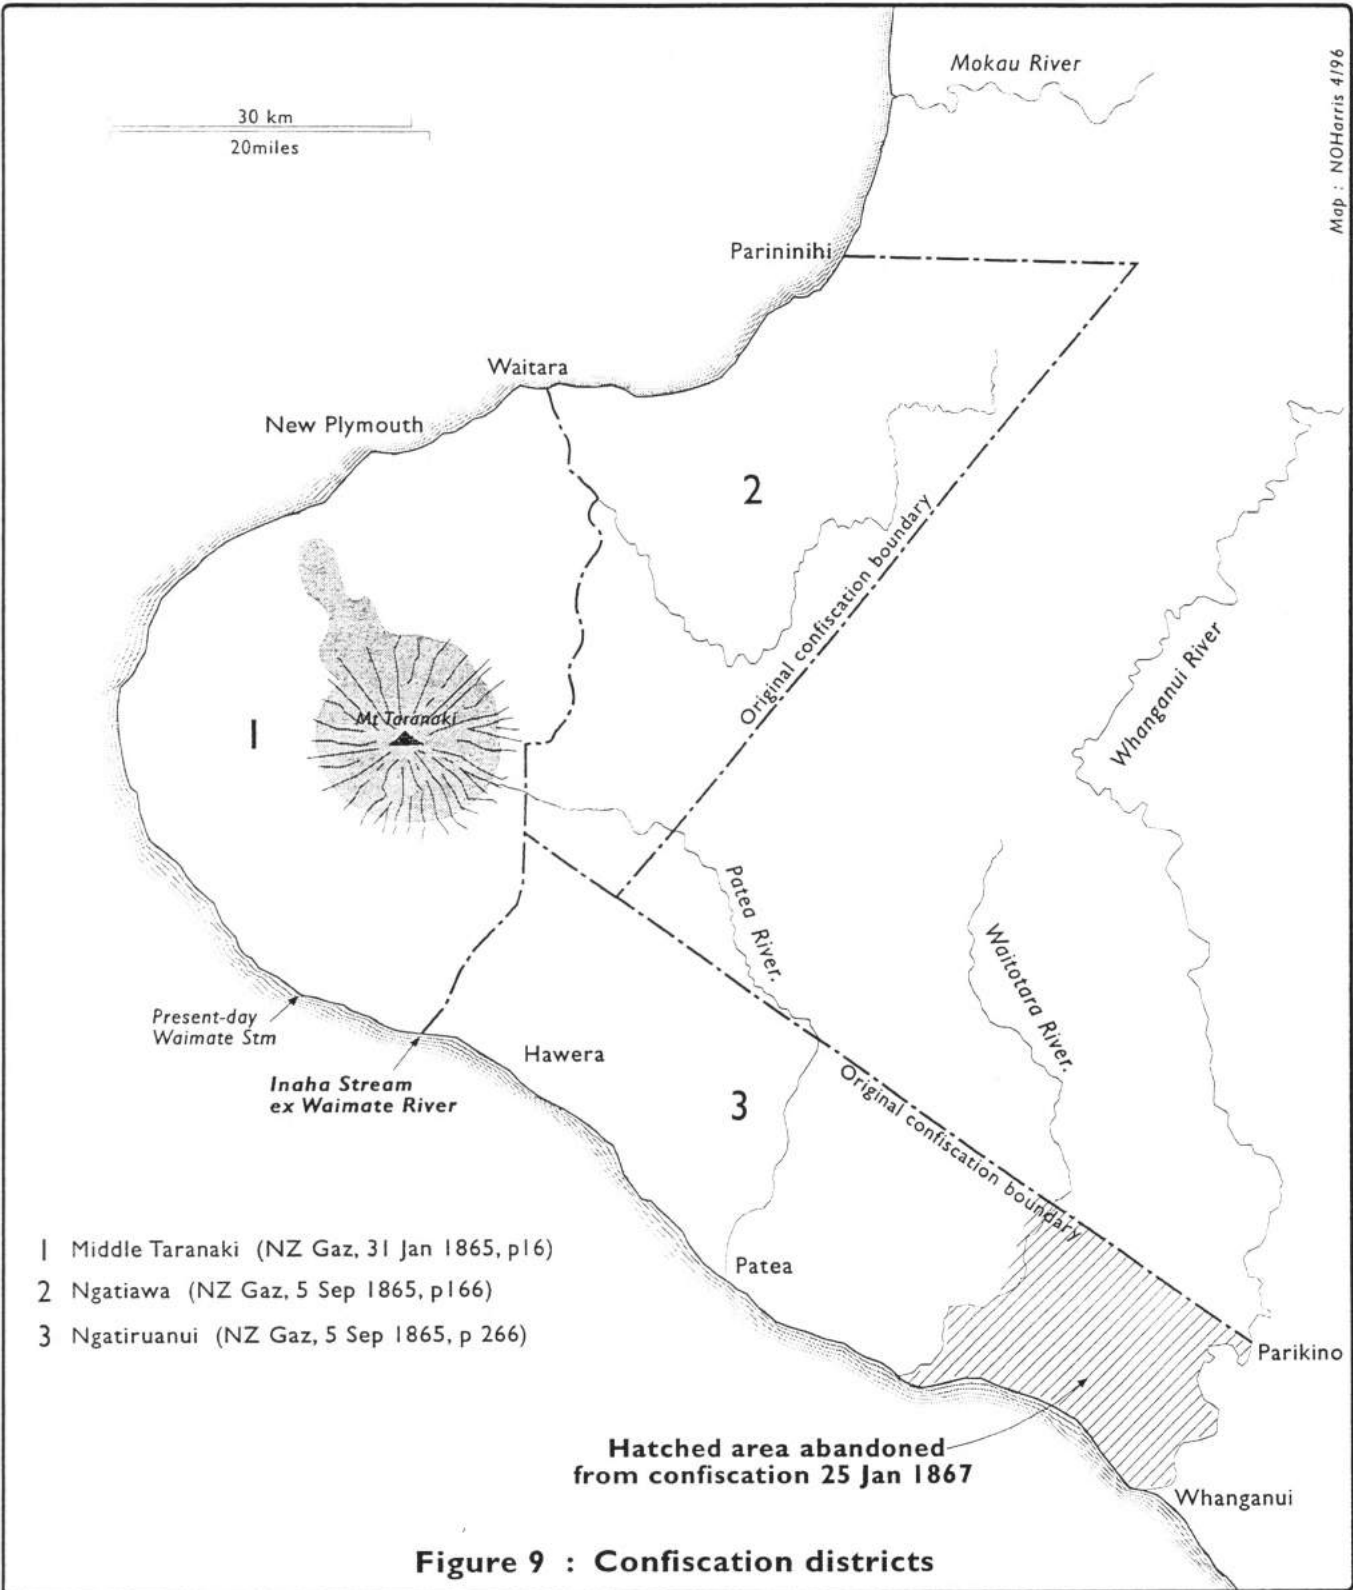 Mokau River
Map : NOHarris 4/96
30 km
20miles
Parininihi
Waitara
New Plymouth
2
Original confiscation boundary
Whanganui River
Mt Taranaki
1
Patea River.
Waitotara River.
Present-day
Waimate Stm
Hawera
Inaha Stream
ex Waimate River
3
Original confiscation boundary
1 Middle Taranaki (NZ Gaz, 31 Jan 1865, p16)
2 Ngatiawa (NZ Gaz, 5 Sep 1865, p166)
3 Ngatiruanui (NZ Gaz, 5 Sep 1865, p 266)
Patea
Parikino
Hatched area abandoned
from confiscation 25 Jan 1867
Whanganui
Figure 9 : Confiscation districts